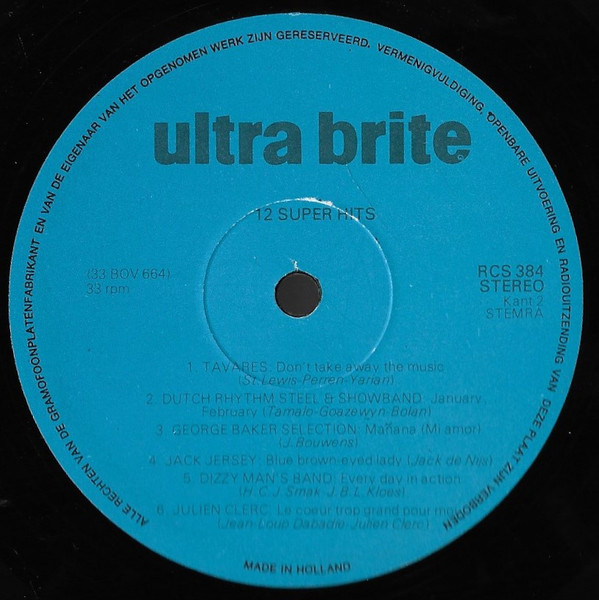 ALLE RECHTEN VAN DE GRAMOFOONPLATENFABRIKANT EN VAN DE EIGENAAR VAN HET OPGENOMEN WERK ZIJN GERESERVEERD. VERMENIGVULDIGING, OPENBARE UITVOERING EN RADIOUITZENDING VAN DEZE PLAAT ZIJN VERBODEN
ultra brite
12 SUPER HITS
(33 BOV 664)
33 rpm
RCS 384
STEREO
Kant 2
STEMRA
1. TAVARES: Don't take away the music
(St. Lewis-Perren-Yarian)
2. DUTCH RHYTHM STEEL & SHOWBAND: January,
February (Tamalo-Goazewyn-Bolan)
3. GEORGE BAKER SELECTION: Mañana (Mi amor)
(J. Bouwens)
4. JACK JERSEY: Blue brown-eyed lady (Jack de Nijs)
5. DIZZY MAN'S BAND: Every day in action
(H.C.J. Smak-J.B.L. Kloes)
6. JULIEN CLERC: Le coeur trop grand pour moi
(Jean Loup Dabadie-Julien Clerc)
MADE IN HOLLAND